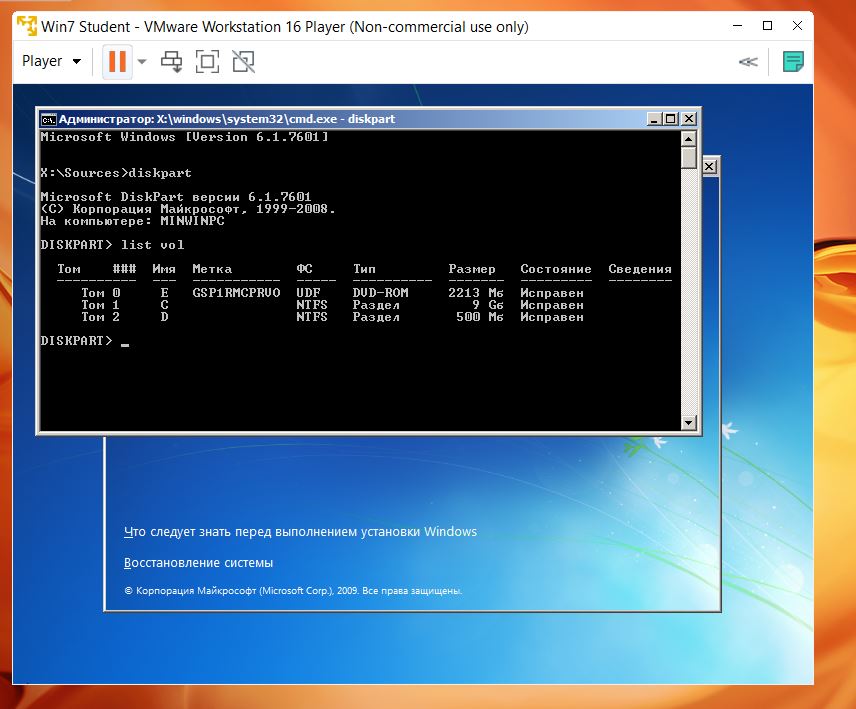 Win7 Student - VMware Workstation 16 Player (Non-commercial use only)
Player
Администратор: X:\windows\system32\cmd.exe - diskpart
Microsoft Windows [Version 6.1.7601]
X:\Sources>diskpart
Microsoft DiskPart версии 6.1.7601
(C) Корпорация Майкрософт, 1999-2008.
На компьютере: MINWINPC
DISKPART> list vol
Том ### Имя Метка ФС Тип Размер Состояние Сведения
---------- --- ----------- ----- ---------- ------- --------- --------
Том 0 E GSP1RMCPRVO UDF DVD-ROM 2213 Mб Исправен
Том 1 C NTFS Раздел 9 Gб Исправен
Том 2 D NTFS Раздел 500 Mб Исправен
DISKPART> _
Что следует знать перед выполнением установки Windows
Восстановление системы
© Корпорация Майкрософт (Microsoft Corp.), 2009. Все права защищены.